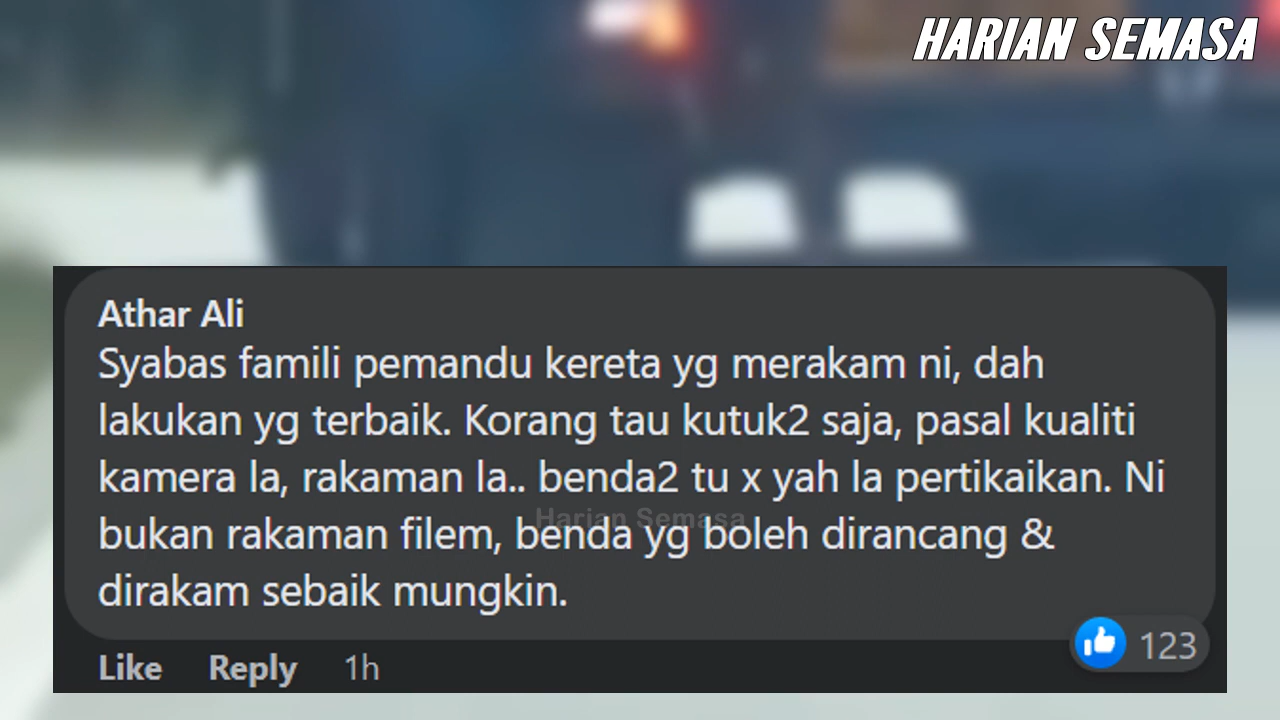 HARIAN SEMASA
Athar Ali
Syabas famili pemandu kereta yg merakam ni, dah
lakukan yg terbaik. Korang tau kutuk2 saja, pasal kualiti
kamera la, rakaman la.. benda2 tu x yah la pertikaikan. Ni
Harian Semasa
bukan rakaman filem, benda yg boleh dirancang &
dirakam sebaik mungkin.
123
Like Reply 1h